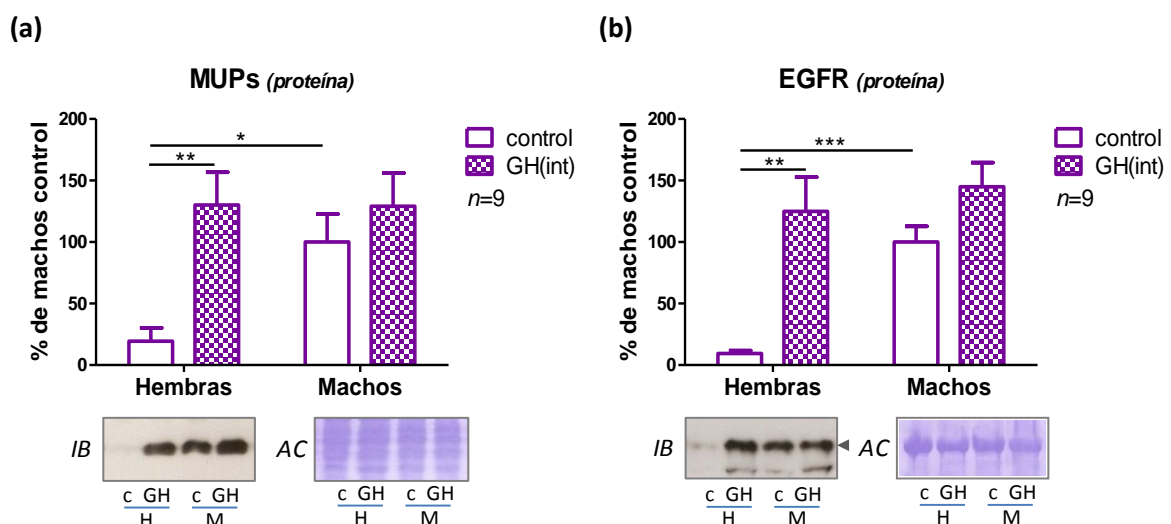 (a)
MUPs (proteína)
% de machos control
200
150
100
50
0
*
**
control
GH(int)
n=9
Hembras
Machos
IB
c GH c GH
H M
AC
c GH c GH
H M
(b)
EGFR (proteína)
% de machos control
200
150
100
50
0
***
**
control
GH(int)
n=9
Hembras
Machos
IB
c GH c GH
H M
AC
c GH c GH
H M